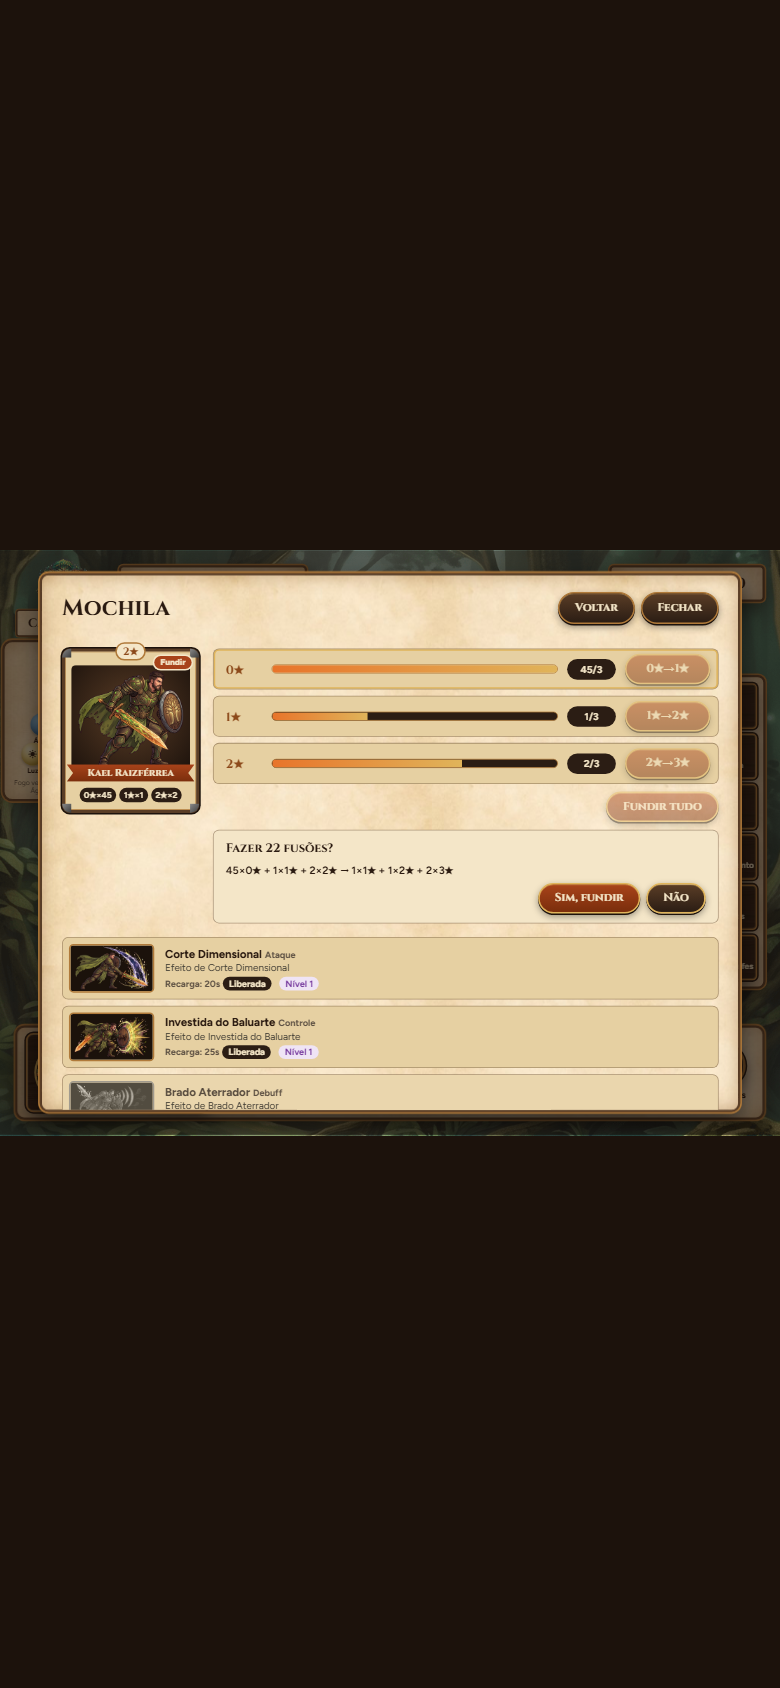 MOCHILA
VOLTAR
FECHAR
2★
Fundir
KAEL RAIZFÉRREA
0★×45 1★×1 2★×2
0★ 45/3 0★→1★
1★ 1/3 1★→2★
2★ 2/3 2★→3★
FUNDIR TUDO
FAZER 22 FUSÕES?
45×0★ + 1×1★ + 2×2★ → 1×1★ + 1×2★ + 2×3★
SIM, FUNDIR
NÃO
Corte Dimensional Ataque
Efeito de Corte Dimensional
Recarga: 20s Liberada Nível 1
Investida do Baluarte Controle
Efeito de Investida do Baluarte
Recarga: 25s Liberada Nível 1
Brado Aterrador Debuff
Efeito de Brado Aterrador